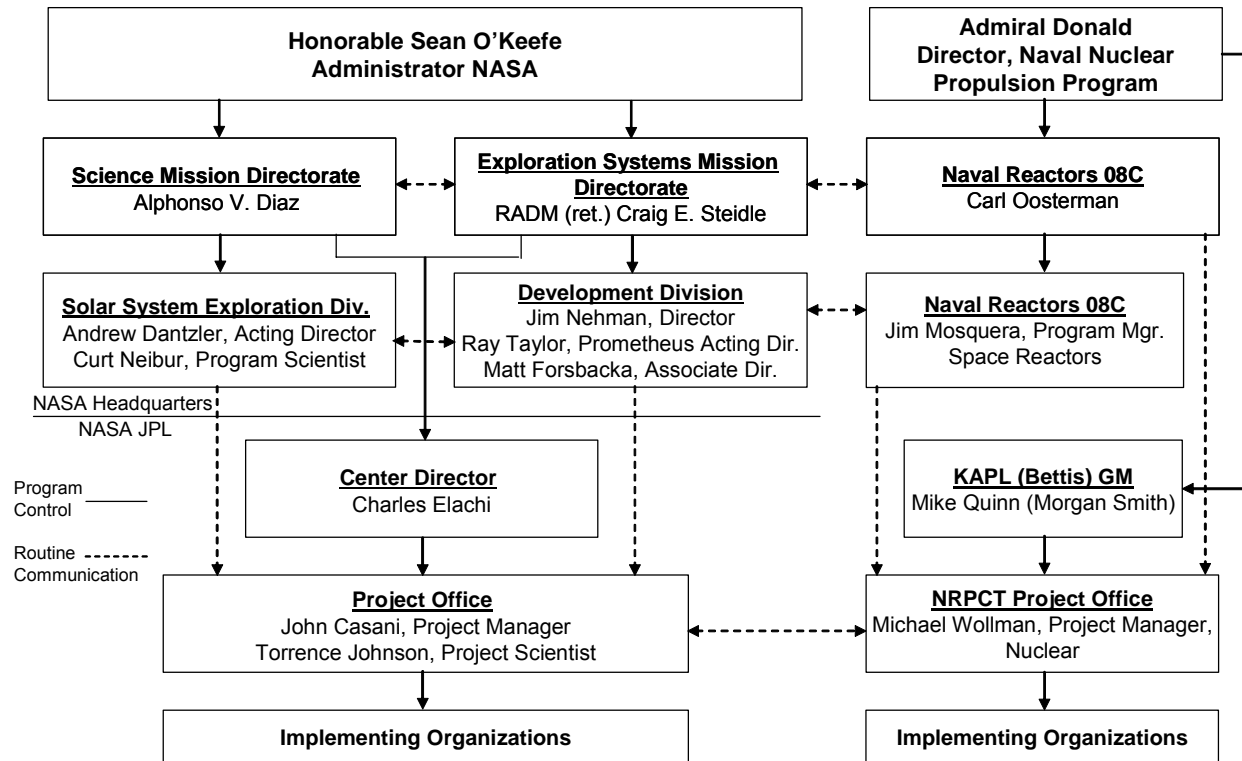 Honorable Sean O’Keefe
Administrator NASA
Admiral Donald
Director, Naval Nuclear
Propulsion Program
Science Mission Directorate
Alphonso V. Diaz
Exploration Systems Mission
Directorate
RADM (ret.) Craig E. Steidle
Naval Reactors 08C
Carl Oosterman
Solar System Exploration Div.
Andrew Dantzler, Acting Director
Curt Neibur, Program Scientist
Development Division
Jim Nehman, Director
Ray Taylor, Prometheus Acting Dir.
Matt Forsbacka, Associate Dir.
Naval Reactors 08C
Jim Mosquera, Program Mgr.
Space Reactors
NASA Headquarters
NASA JPL
Center Director
Charles Elachi
KAPL (Bettis) GM
Mike Quinn (Morgan Smith)
Program
Control
Routine
Communication
Project Office
John Casani, Project Manager
Torrence Johnson, Project Scientist
NRPCT Project Office
Michael Wollman, Project Manager,
Nuclear
Implementing Organizations
Implementing Organizations